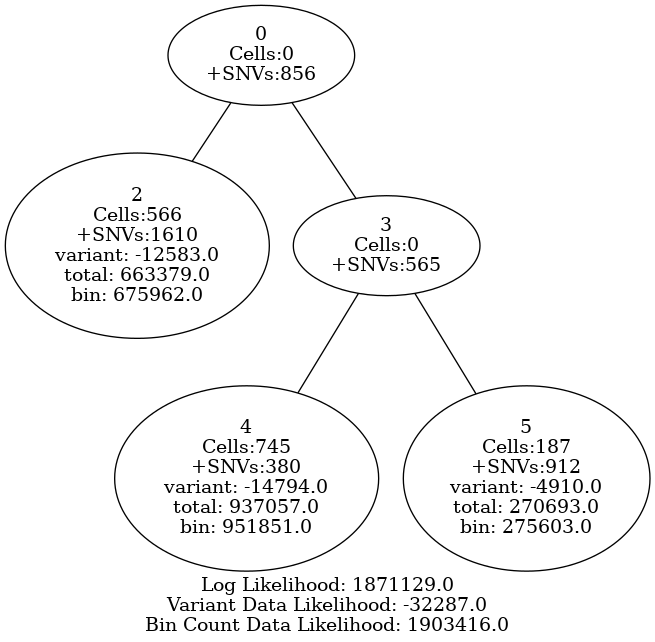 0
Cells:0
+SNVs:856
2
Cells:566
+SNVs:1610
variant: -12583.0
total: 663379.0
bin: 675962.0
3
Cells:0
+SNVs:565
4
Cells:745
+SNVs:380
variant: -14794.0
total: 937057.0
bin: 951851.0
5
Cells:187
+SNVs:912
variant: -4910.0
total: 270693.0
bin: 275603.0
Log Likelihood: 1871129.0
Variant Data Likelihood: -32287.0
Bin Count Data Likelihood: 1903416.0